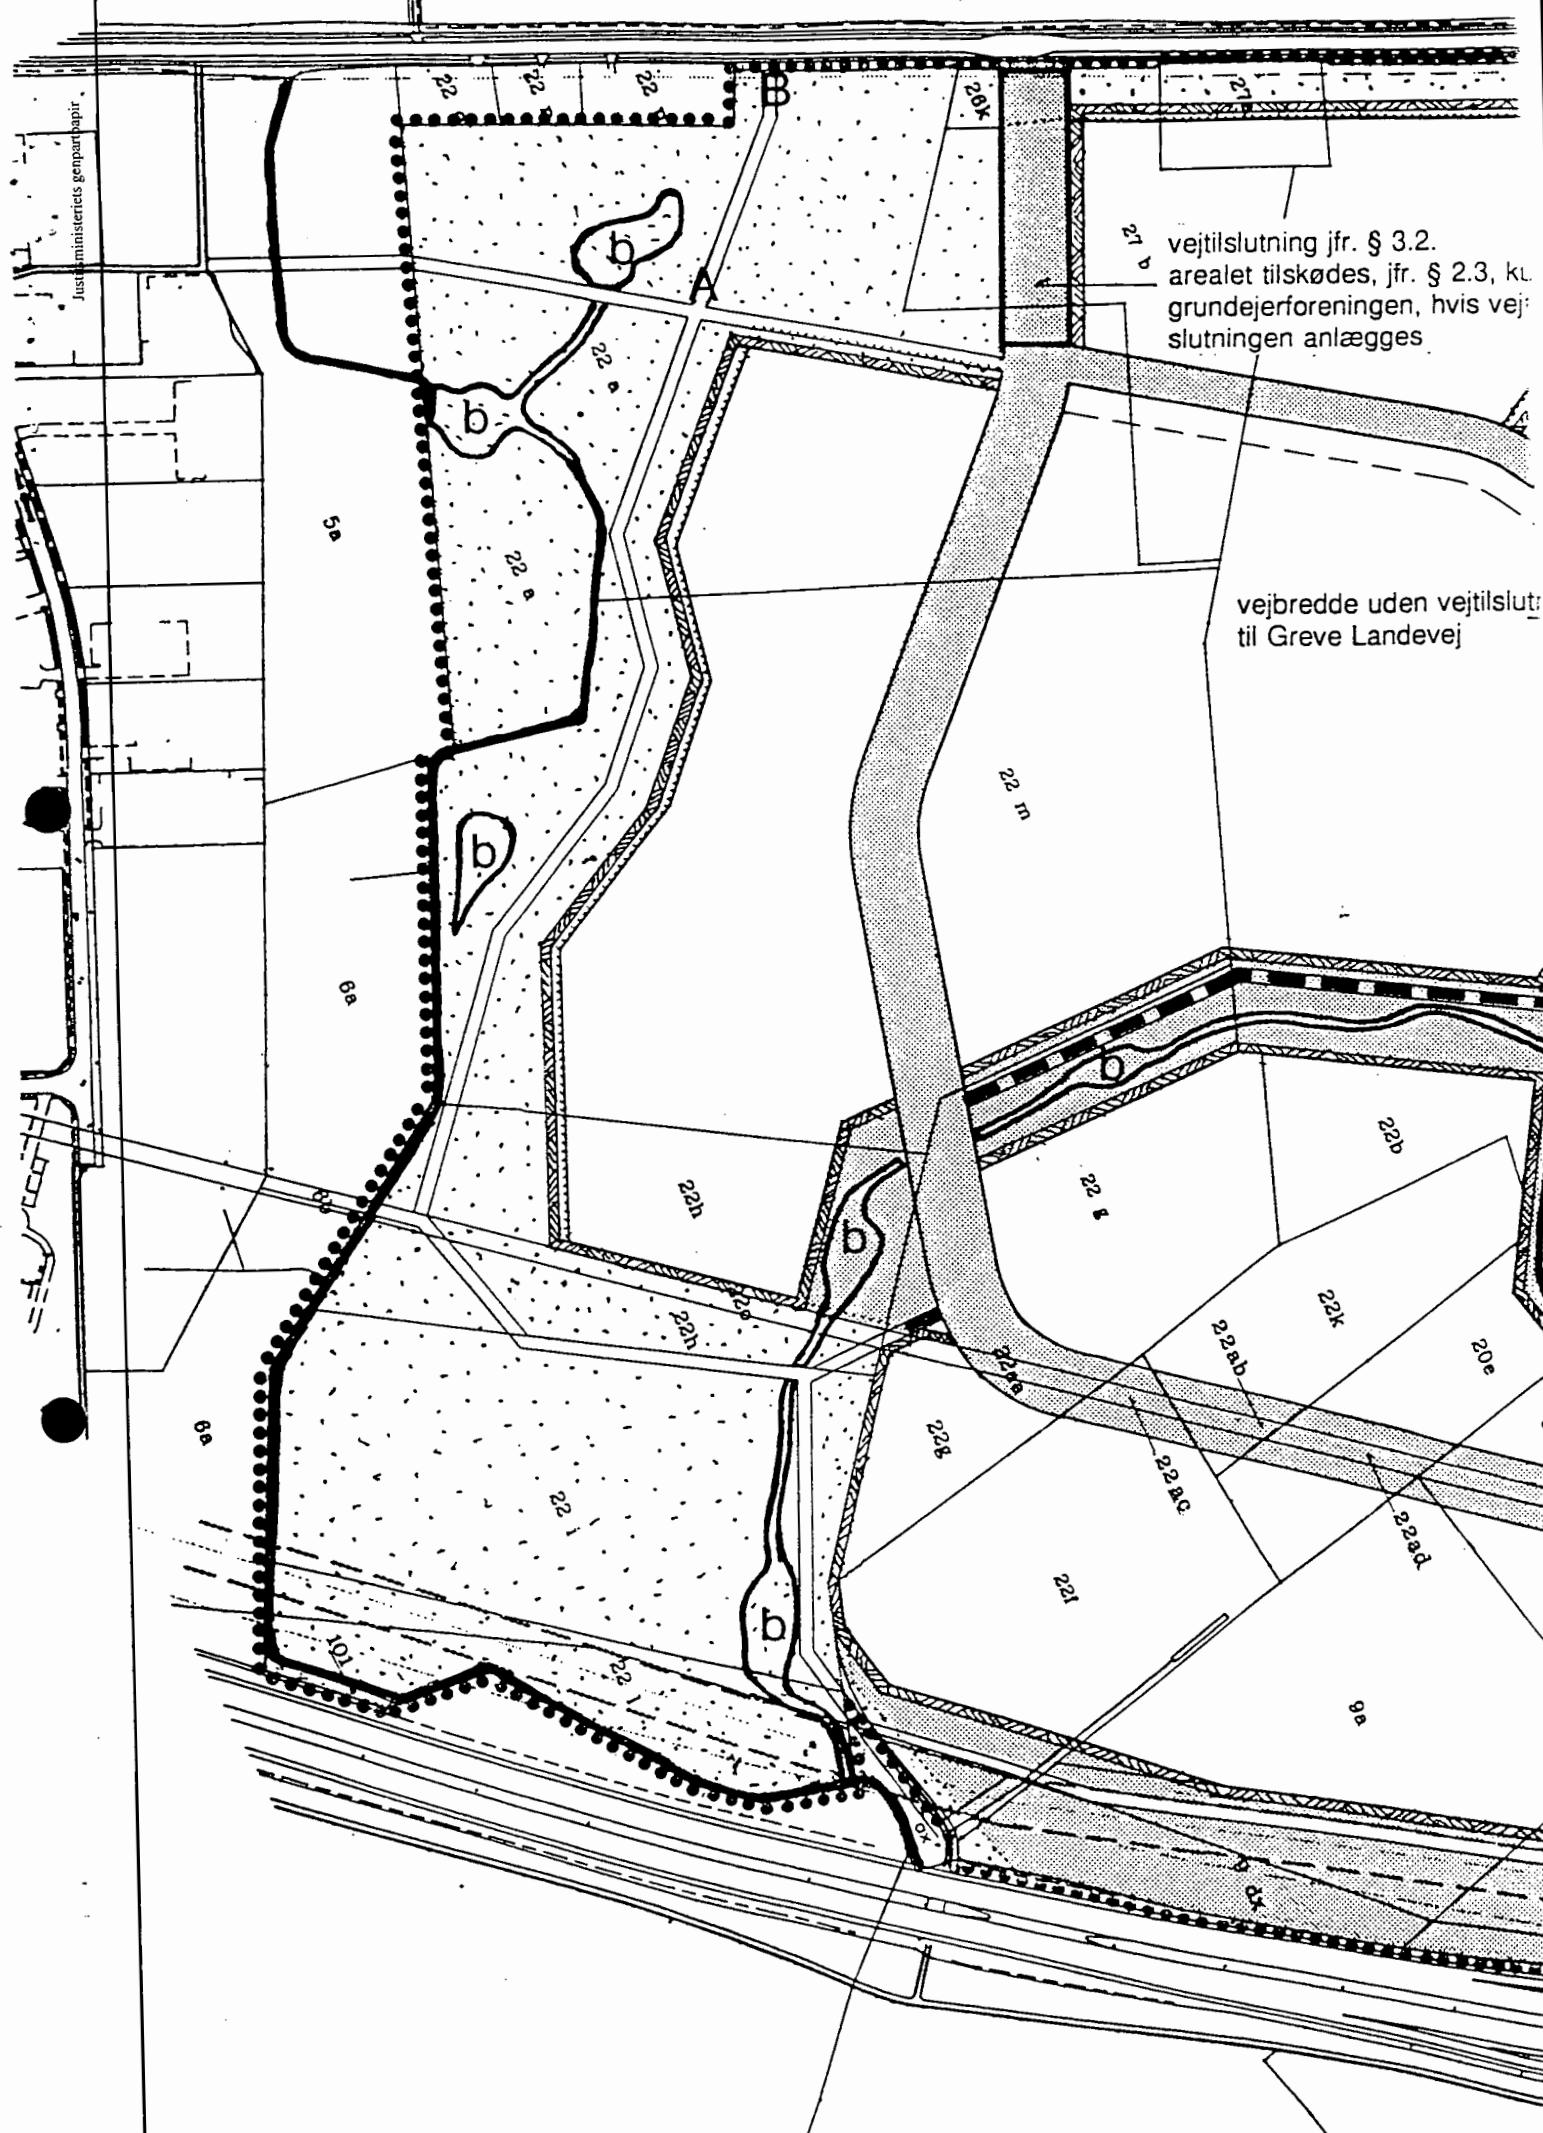 Justitsministeriets genpartpapir
22
22
22
B
26k
27
b
27 b
vejtilslutning jfr. § 3.2.
arealet tilskødes, jfr. § 2.3,
grundejerforeningen, hvis
slutningen anlægges
A
22 a
b
5a
22 a
vejbredde uden
til Greve Landevej
22 m
b
6a
b
22b
22h
22 g
b
22k
22h
22ab
20e
22aa
6a
22g
22ac
22
22ad
22f
b
101
22
9a